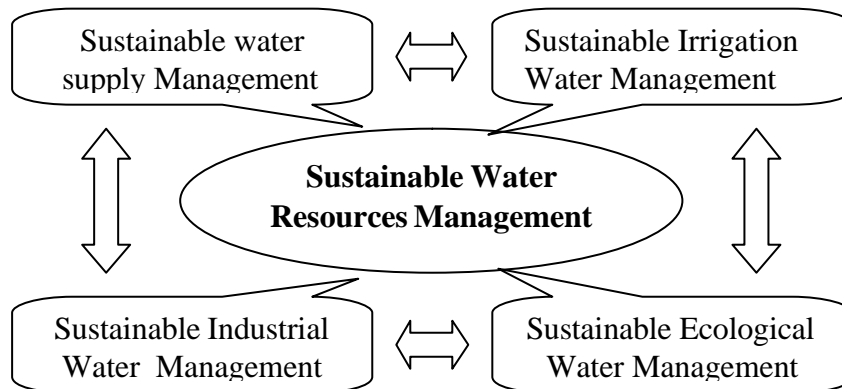 Sustainable water
supply Management
Sustainable Irrigation
Water Management
Sustainable Water
Resources Management
Sustainable Industrial
Water Management
Sustainable Ecological
Water Management